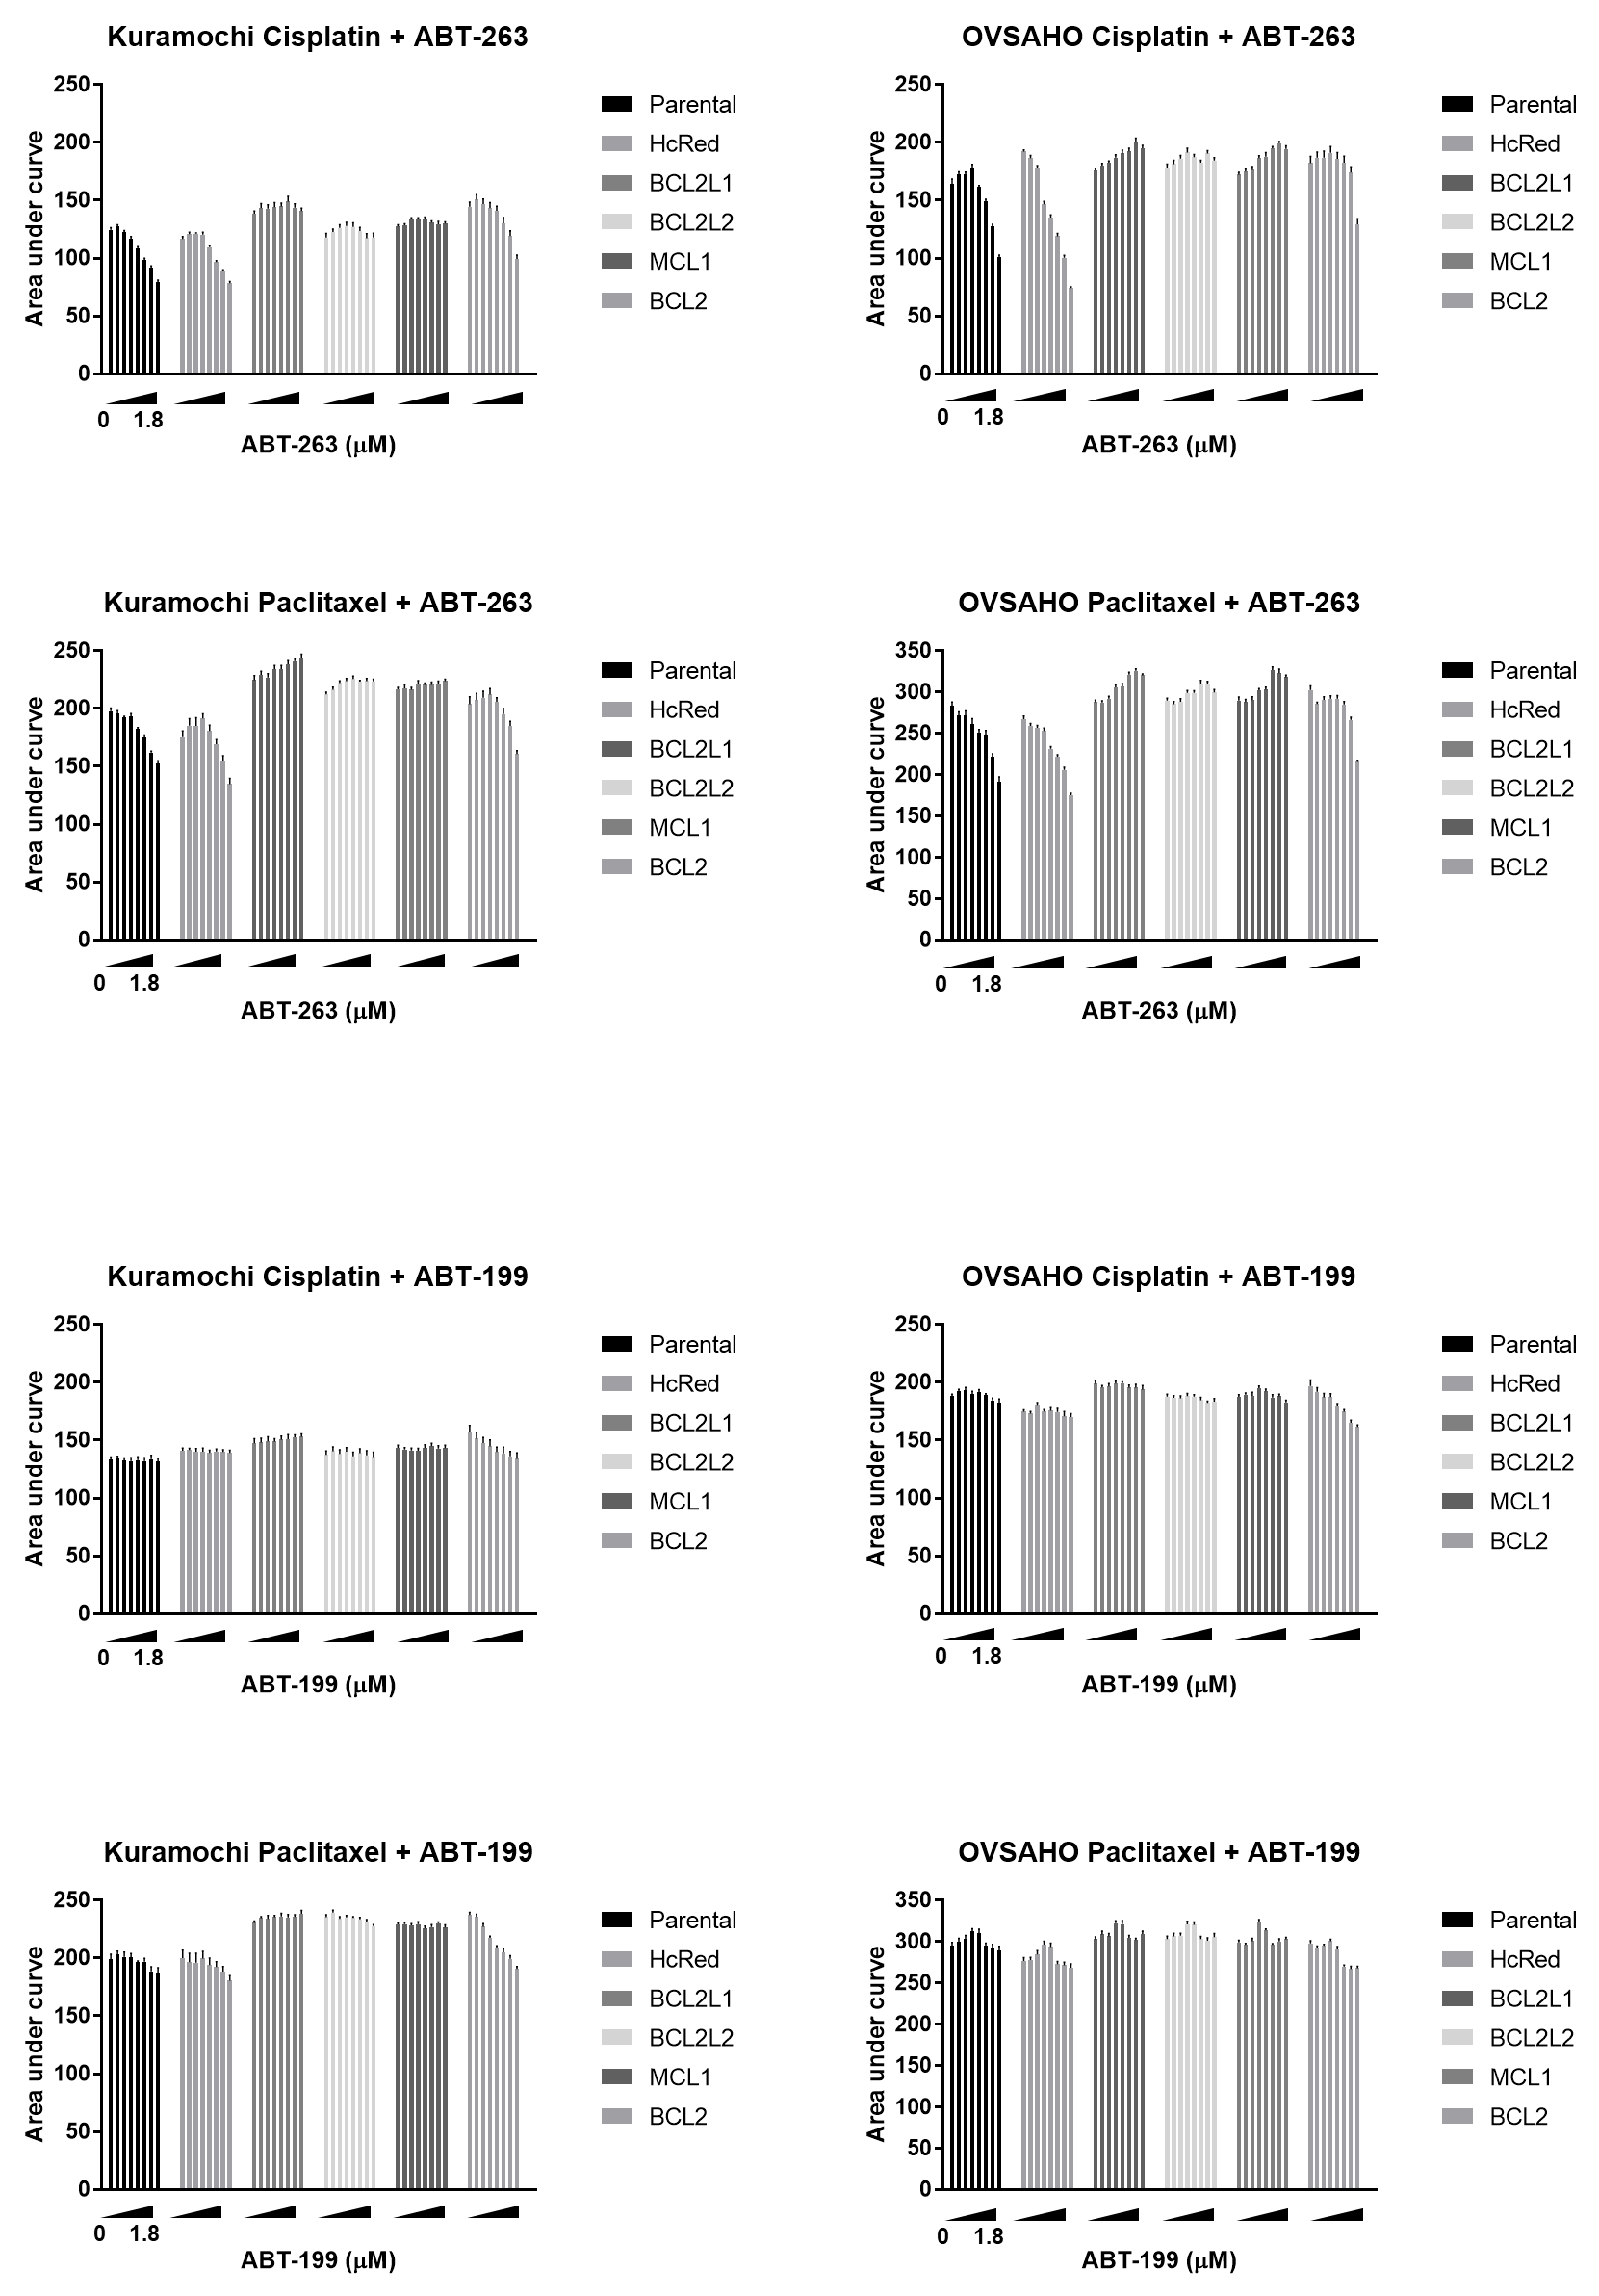 Kuramochi Cisplatin + ABT-263
Area under curve
250
200
150
100
50
0
0 1.8
ABT-263 (μM)
Parental
HcRed
BCL2L1
BCL2L2
MCL1
BCL2
OVSAHO Cisplatin + ABT-263
Area under curve
250
200
150
100
50
0
0 1.8
ABT-263 (μM)
Parental
HcRed
BCL2L1
BCL2L2
MCL1
BCL2
Kuramochi Paclitaxel + ABT-263
Area under curve
250
200
150
100
50
0
0 1.8
ABT-263 (μM)
Parental
HcRed
BCL2L1
BCL2L2
MCL1
BCL2
OVSAHO Paclitaxel + ABT-263
Area under curve
350
300
250
200
150
100
50
0
0 1.8
ABT-263 (μM)
Parental
HcRed
BCL2L1
BCL2L2
MCL1
BCL2
Kuramochi Cisplatin + ABT-199
Area under curve
250
200
150
100
50
0
0 1.8
ABT-199 (μM)
Parental
HcRed
BCL2L1
BCL2L2
MCL1
BCL2
OVSAHO Cisplatin + ABT-199
Area under curve
250
200
150
100
50
0
0 1.8
ABT-199 (μM)
Parental
HcRed
BCL2L1
BCL2L2
MCL1
BCL2
Kuramochi Paclitaxel + ABT-199
Area under curve
250
200
150
100
50
0
0 1.8
ABT-199 (μM)
Parental
HcRed
BCL2L1
BCL2L2
MCL1
BCL2
OVSAHO Paclitaxel + ABT-199
Area under curve
350
300
250
200
150
100
50
0
0 1.8
ABT-199 (μM)
Parental
HcRed
BCL2L1
BCL2L2
MCL1
BCL2